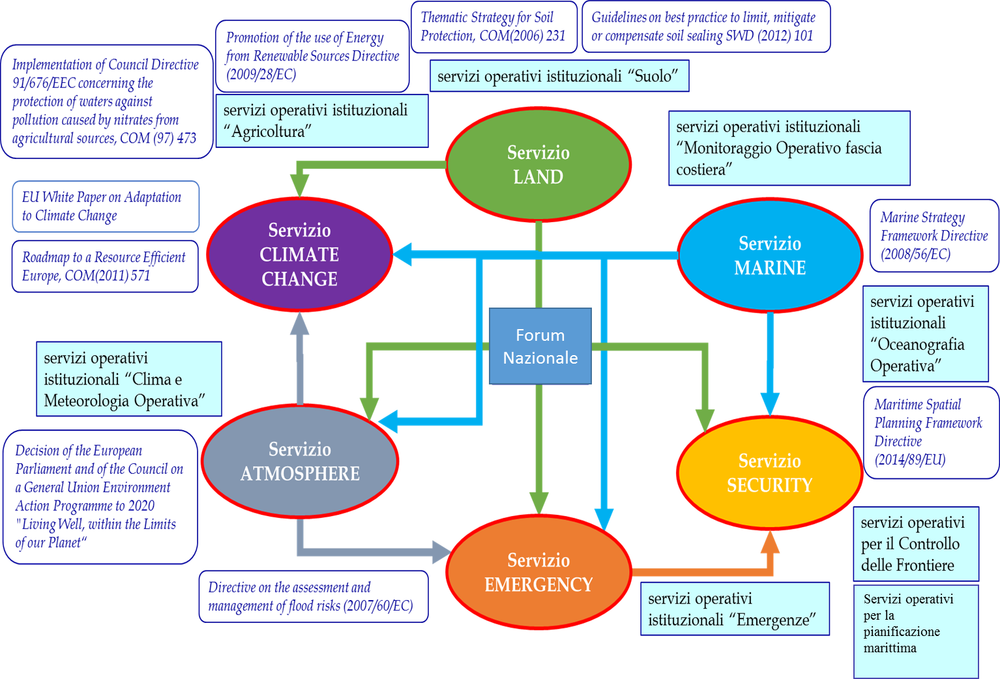 Thematic Strategy for Soil
Protection, COM(2006) 231
Guidelines on best practice to limit, mitigate
or compensate soil sealing SWD (2012) 101
Promotion of the use of Energy
from Renewable Sources Directive
(2009/28/EC)
Implementation of Council Directive
91/676/EEC concerning the
protection of waters against
pollution caused by nitrates from
agricultural sources, COM (97) 473
servizi operativi istituzionali “Suolo”
servizi operativi istituzionali
“Agricoltura”
servizi operativi istituzionali
“Monitoraggio Operativo fascia
costiera”
Servizio
LAND
EU White Paper on Adaptation
to Climate Change
Roadmap to a Resource Efficient
Europe, COM(2011) 571
Servizio
CLIMATE
CHANGE
Servizio
MARINE
Marine Strategy
Framework Directive
(2008/56/EC)
servizi operativi
istituzionali
“Oceanografia
Operativa”
Forum
Nazionale
servizi operativi
istituzionali “Clima e
Meteorologia Operativa”
Maritime Spatial
Planning Framework
Directive
(2014/89/EU)
Servizio
ATMOSPHERE
Servizio
SECURITY
Decision of the European
Parliament and of the Council on
a General Union Environment
Action Programme to 2020
"Living Well, within the Limits
of our Planet“
servizi operativi
per il Controllo
delle Frontiere
Servizio
EMERGENCY
Directive on the assessment and
management of flood risks (2007/60/EC)
servizi operativi
istituzionali “Emergenze”
Servizi operativi
per la
pianificazione
marittima